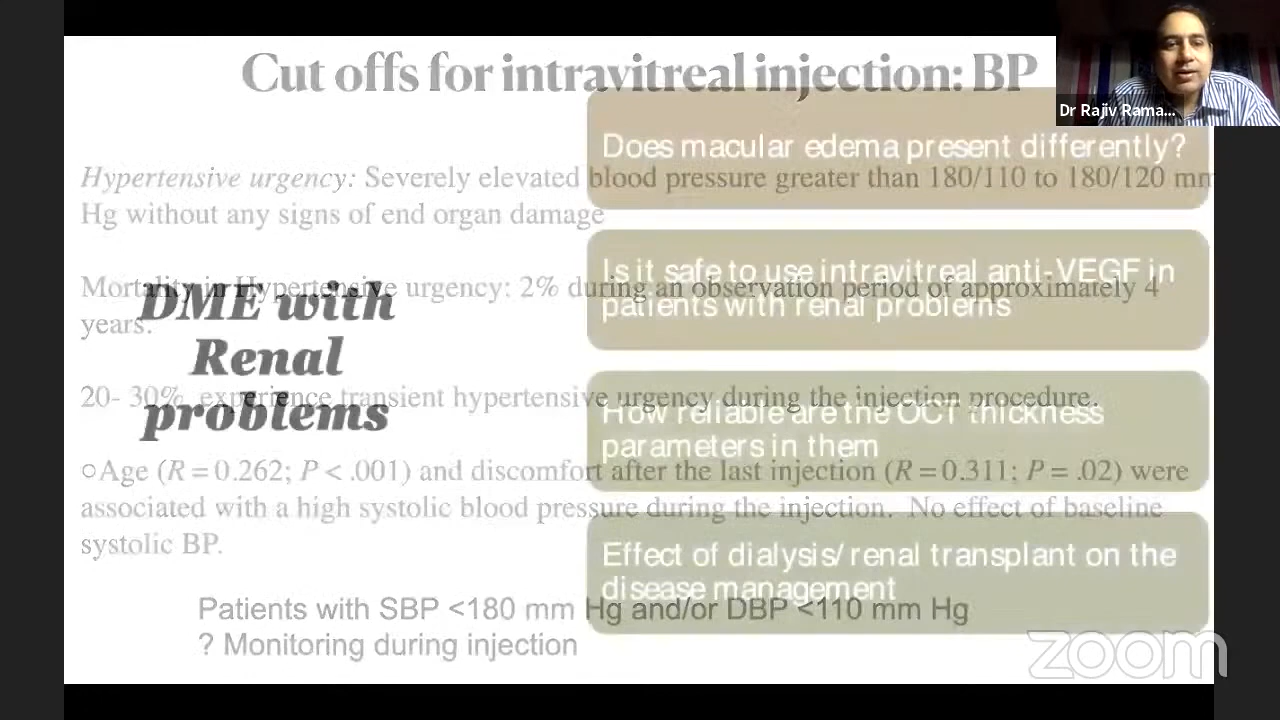 Cut offs for intravitreal injection: BP
Dr Rajiv Rama...
Hypertensive urgency: Severely elevated blood pressure greater than 180/110 to 180/120 mm
Hg without any signs of end organ damage
Mortality in Hypertensive urgency: 2% during an observation period of approximately 4
years.
20- 30% experience transient hypertensive urgency during the injection procedure.
○Age (R = 0.262; P < .001) and discomfort after the last injection (R = 0.311; P = .02) were
associated with a high systolic blood pressure during the injection. No effect of baseline
systolic BP.
Patients with SBP <180 mm Hg and/or DBP <110 mm Hg
? Monitoring during injection
DME with
Renal
problems
Does macular edema present differently?
Is it safe to use intravitreal anti-VEGF in
patients with renal problems
How reliable are the OCT thickness
parameters in them
Effect of dialysis/ renal transplant on the
disease management
zoom